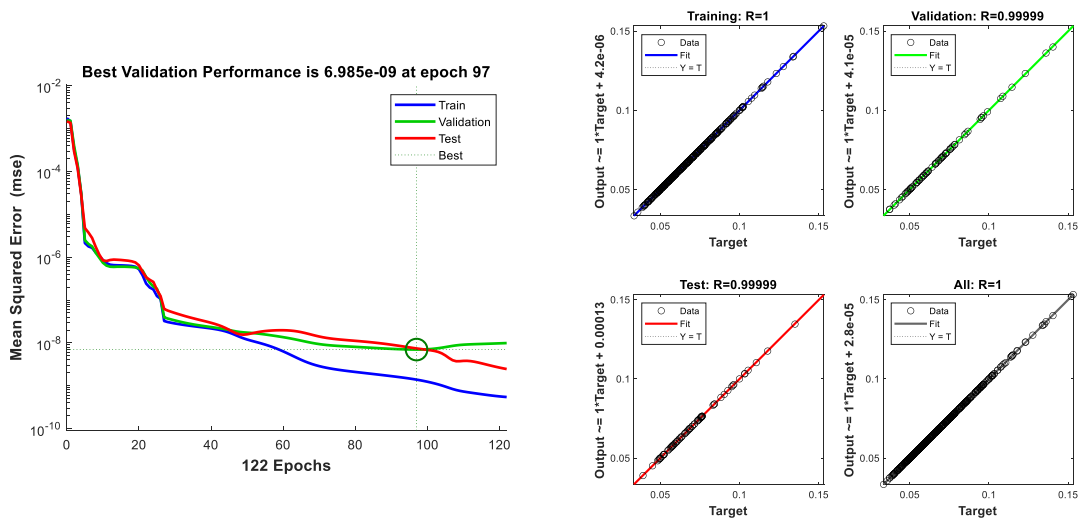 Best Validation Performance is 6.985e-09 at epoch 97
10^-2
10^-4
10^-6
10^-8
10^-10
Mean Squared Error (mse)
0 20 40 60 80 100 120
122 Epochs
Train
Validation
Test
Best
Training: R=1
Data
Fit
Y = T
0.15
0.1
0.05
Output ~= 1*Target + 4.2e-06
0.05 0.1 0.15
Target
Validation: R=0.99999
Data
Fit
Y = T
0.15
0.1
0.05
Output ~= 1*Target + 4.1e-05
0.05 0.1 0.15
Target
Test: R=0.99999
Data
Fit
Y = T
0.15
0.1
0.05
Output ~= 1*Target + 0.00013
0.05 0.1 0.15
Target
All: R=1
Data
Fit
Y = T
0.15
0.1
0.05
Output ~= 1*Target + 2.8e-05
0.05 0.1 0.15
Target